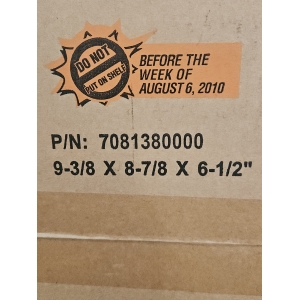 DO NOT
PUT ON SHELF
BEFORE THE
WEEK OF
AUGUST 6, 2010
P/N: 7081380000
9-3/8 X 8-7/8 X 6-1/2"